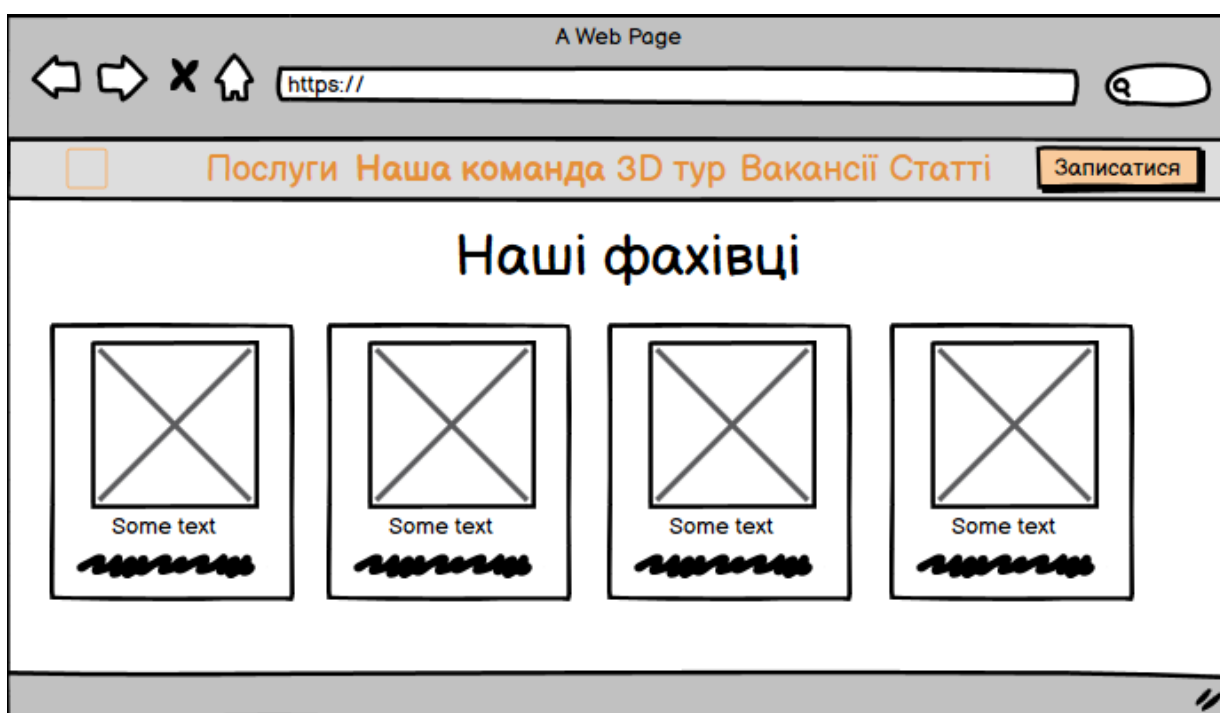 A Web Page
https://
Послуги Наша команда 3D тур Вакансії Статті Записатися
Наші фахівці
Some text Some text Some text Some text